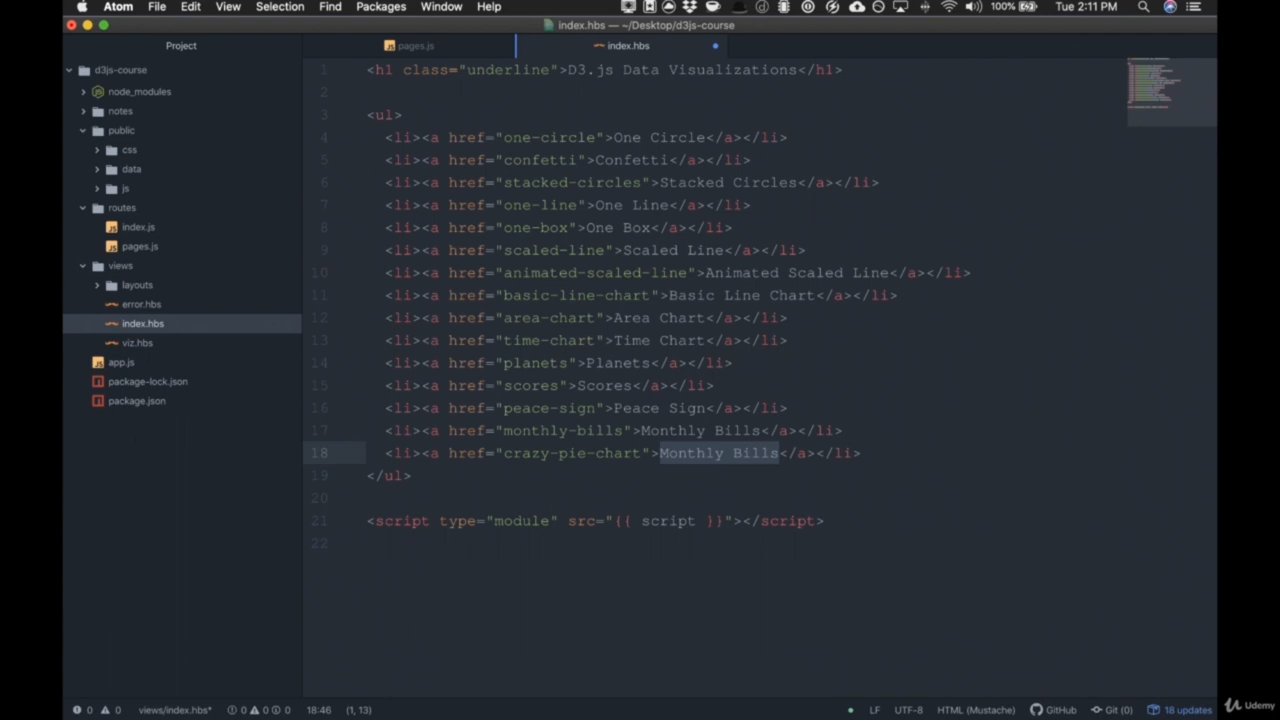 Atom File Edit View Selection Find Packages Window Help 100% Tue 2:11 PM
index.hbs — ~/Desktop/d3js-course
Project
pages.js
index.hbs
d3js-course
node_modules
notes
public
css
data
js
routes
index.js
pages.js
views
layouts
error.hbs
index.hbs
viz.hbs
app.js
package-lock.json
package.json
1 <h1 class="underline">D3.js Data Visualizations</h1>
2
3 <ul>
4 <li><a href="one-circle">One Circle</a></li>
5 <li><a href="confetti">Confetti</a></li>
6 <li><a href="stacked-circles">Stacked Circles</a></li>
7 <li><a href="one-line">One Line</a></li>
8 <li><a href="one-box">One Box</a></li>
9 <li><a href="scaled-line">Scaled Line</a></li>
10 <li><a href="animated-scaled-line">Animated Scaled Line</a></li>
11 <li><a href="basic-line-chart">Basic Line Chart</a></li>
12 <li><a href="area-chart">Area Chart</a></li>
13 <li><a href="time-chart">Time Chart</a></li>
14 <li><a href="planets">Planets</a></li>
15 <li><a href="scores">Scores</a></li>
16 <li><a href="peace-sign">Peace Sign</a></li>
17 <li><a href="monthly-bills">Monthly Bills</a></li>
18 <li><a href="crazy-pie-chart">Monthly Bills</a></li>
19 </ul>
20
21 <script type="module" src="{{ script }}"></script>
22
0 0 views/index.hbs* 0 0 0 18:46 (1, 13) LF UTF-8 HTML (Mustache) GitHub Git (0) 18 updates
Udemy